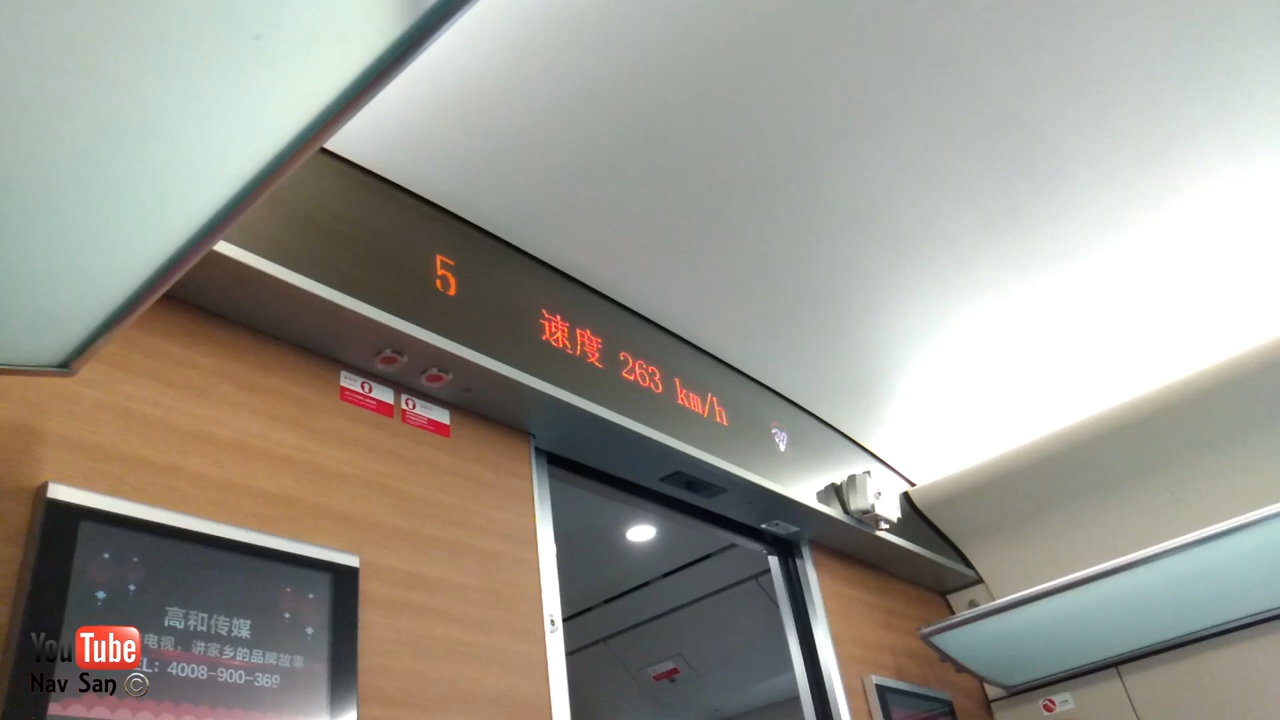 5
速度 263 km/h
高和传媒
电视，讲家乡的品牌故事
EL: 4008-900-369
YouTube
Nav San ©